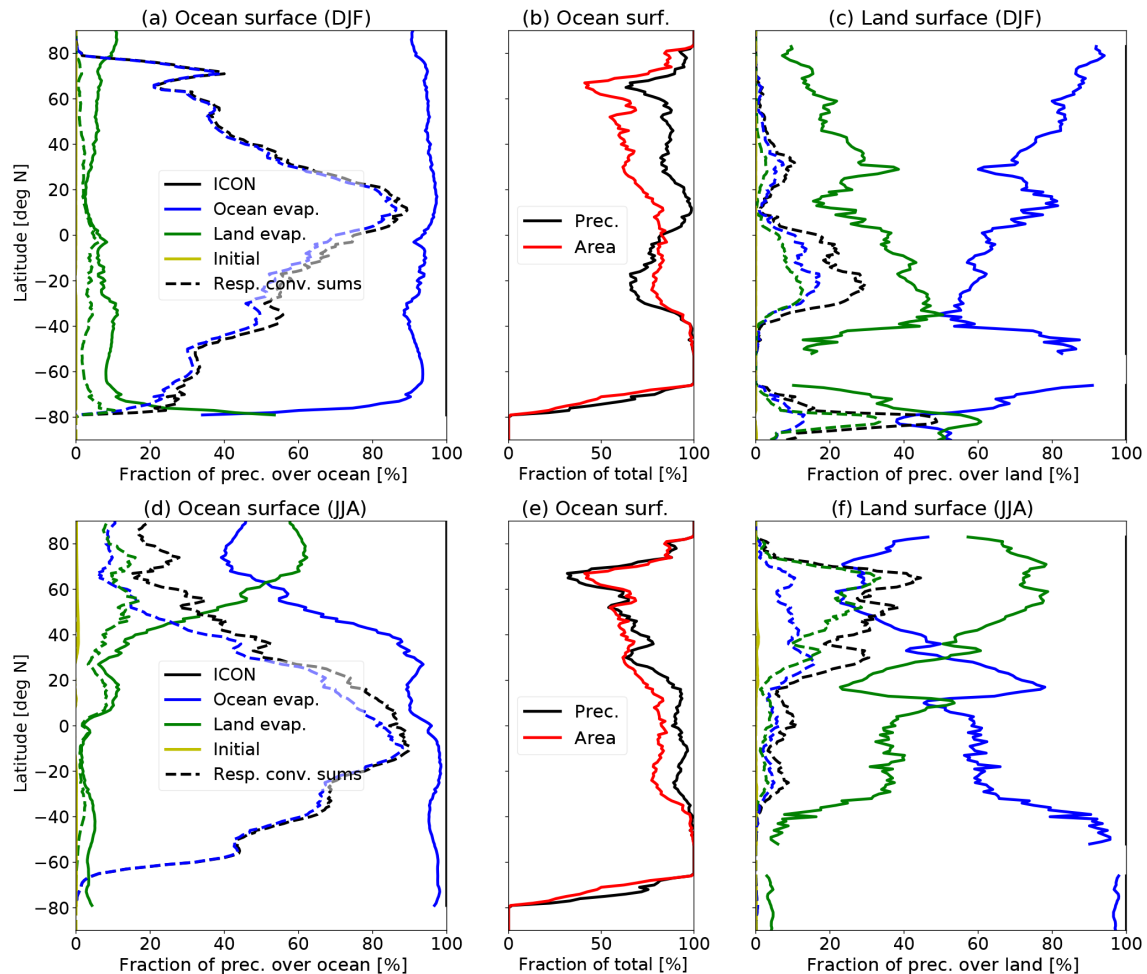 (a) Ocean surface (DJF)
(b) Ocean surf.
(c) Land surface (DJF)
Latitude [deg N]
80
60
40
20
0
−20
−40
−60
−80
ICON
Ocean evap.
Land evap.
Initial
Resp. conv. sums
Prec.
Area
0 20 40 60 80 100
Fraction of prec. over ocean [%]
50 100
Fraction of total [%]
0 20 40 60 80 100
Fraction of prec. over land [%]
(d) Ocean surface (JJA)
(e) Ocean surf.
(f) Land surface (JJA)
Latitude [deg N]
80
60
40
20
0
−20
−40
−60
−80
ICON
Ocean evap.
Land evap.
Initial
Resp. conv. sums
Prec.
Area
0 20 40 60 80 100
Fraction of prec. over ocean [%]
0 50 100
Fraction of total [%]
0 20 40 60 80 100
Fraction of prec. over land [%]